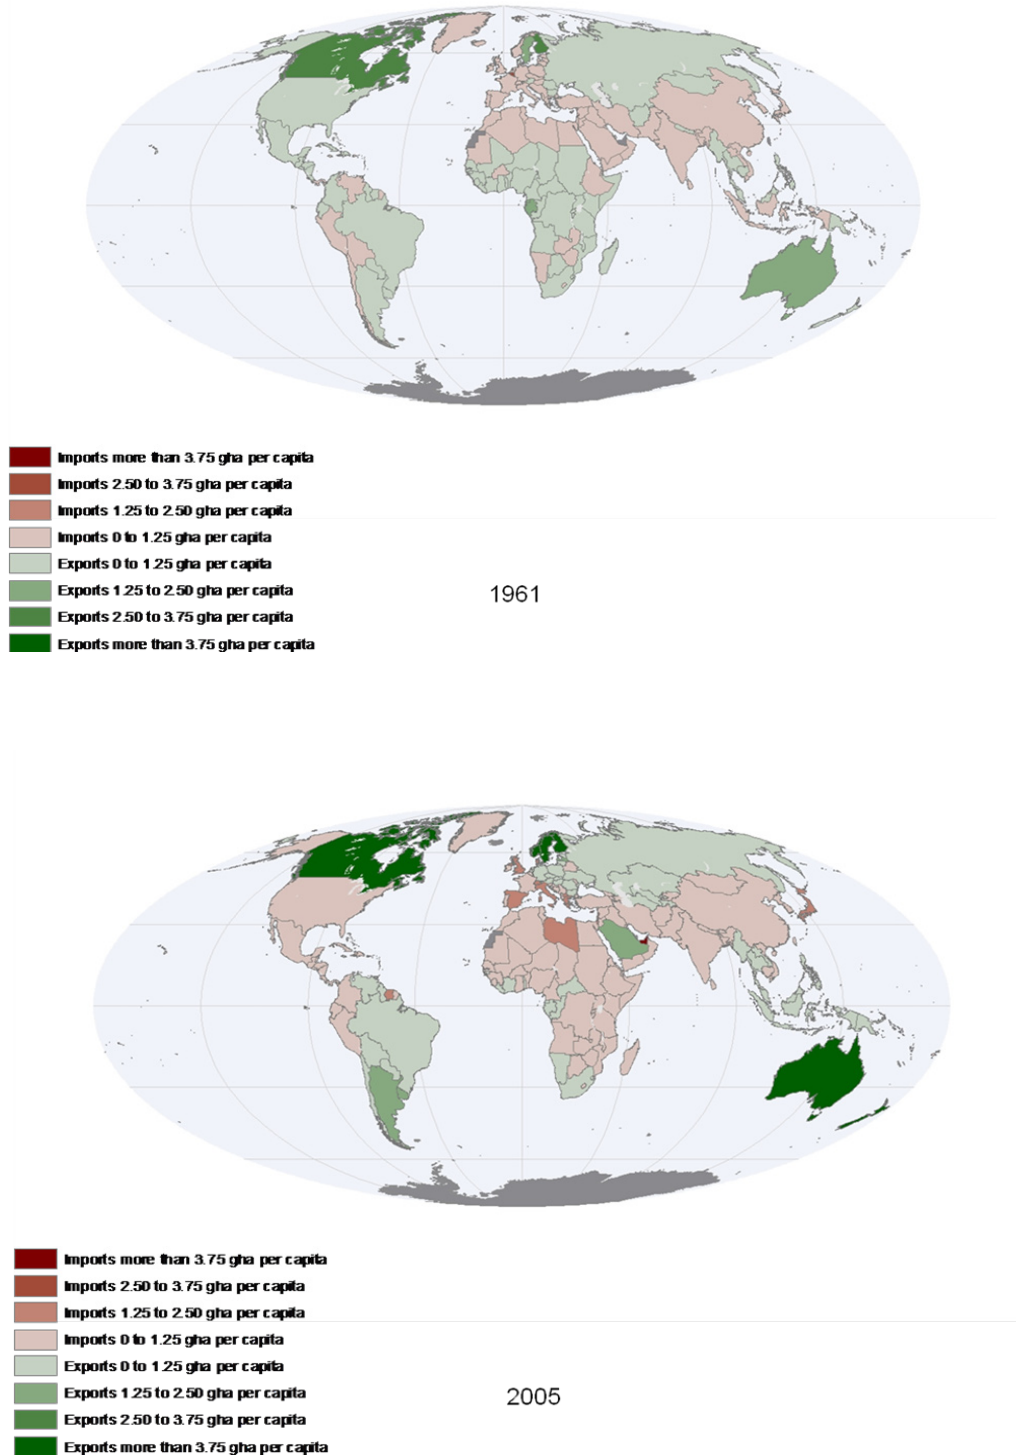 Imports more than 3.75 gha per capita
Imports 2.50 to 3.75 gha per capita
Imports 1.25 to 2.50 gha per capita
Imports 0 to 1.25 gha per capita
Exports 0 to 1.25 gha per capita
Exports 1.25 to 2.50 gha per capita
Exports 2.50 to 3.75 gha per capita
Exports more than 3.75 gha per capita
1961
Imports more than 3.75 gha per capita
Imports 2.50 to 3.75 gha per capita
Imports 1.25 to 2.50 gha per capita
Imports 0 to 1.25 gha per capita
Exports 0 to 1.25 gha per capita
Exports 1.25 to 2.50 gha per capita
Exports 2.50 to 3.75 gha per capita
Exports more than 3.75 gha per capita
2005